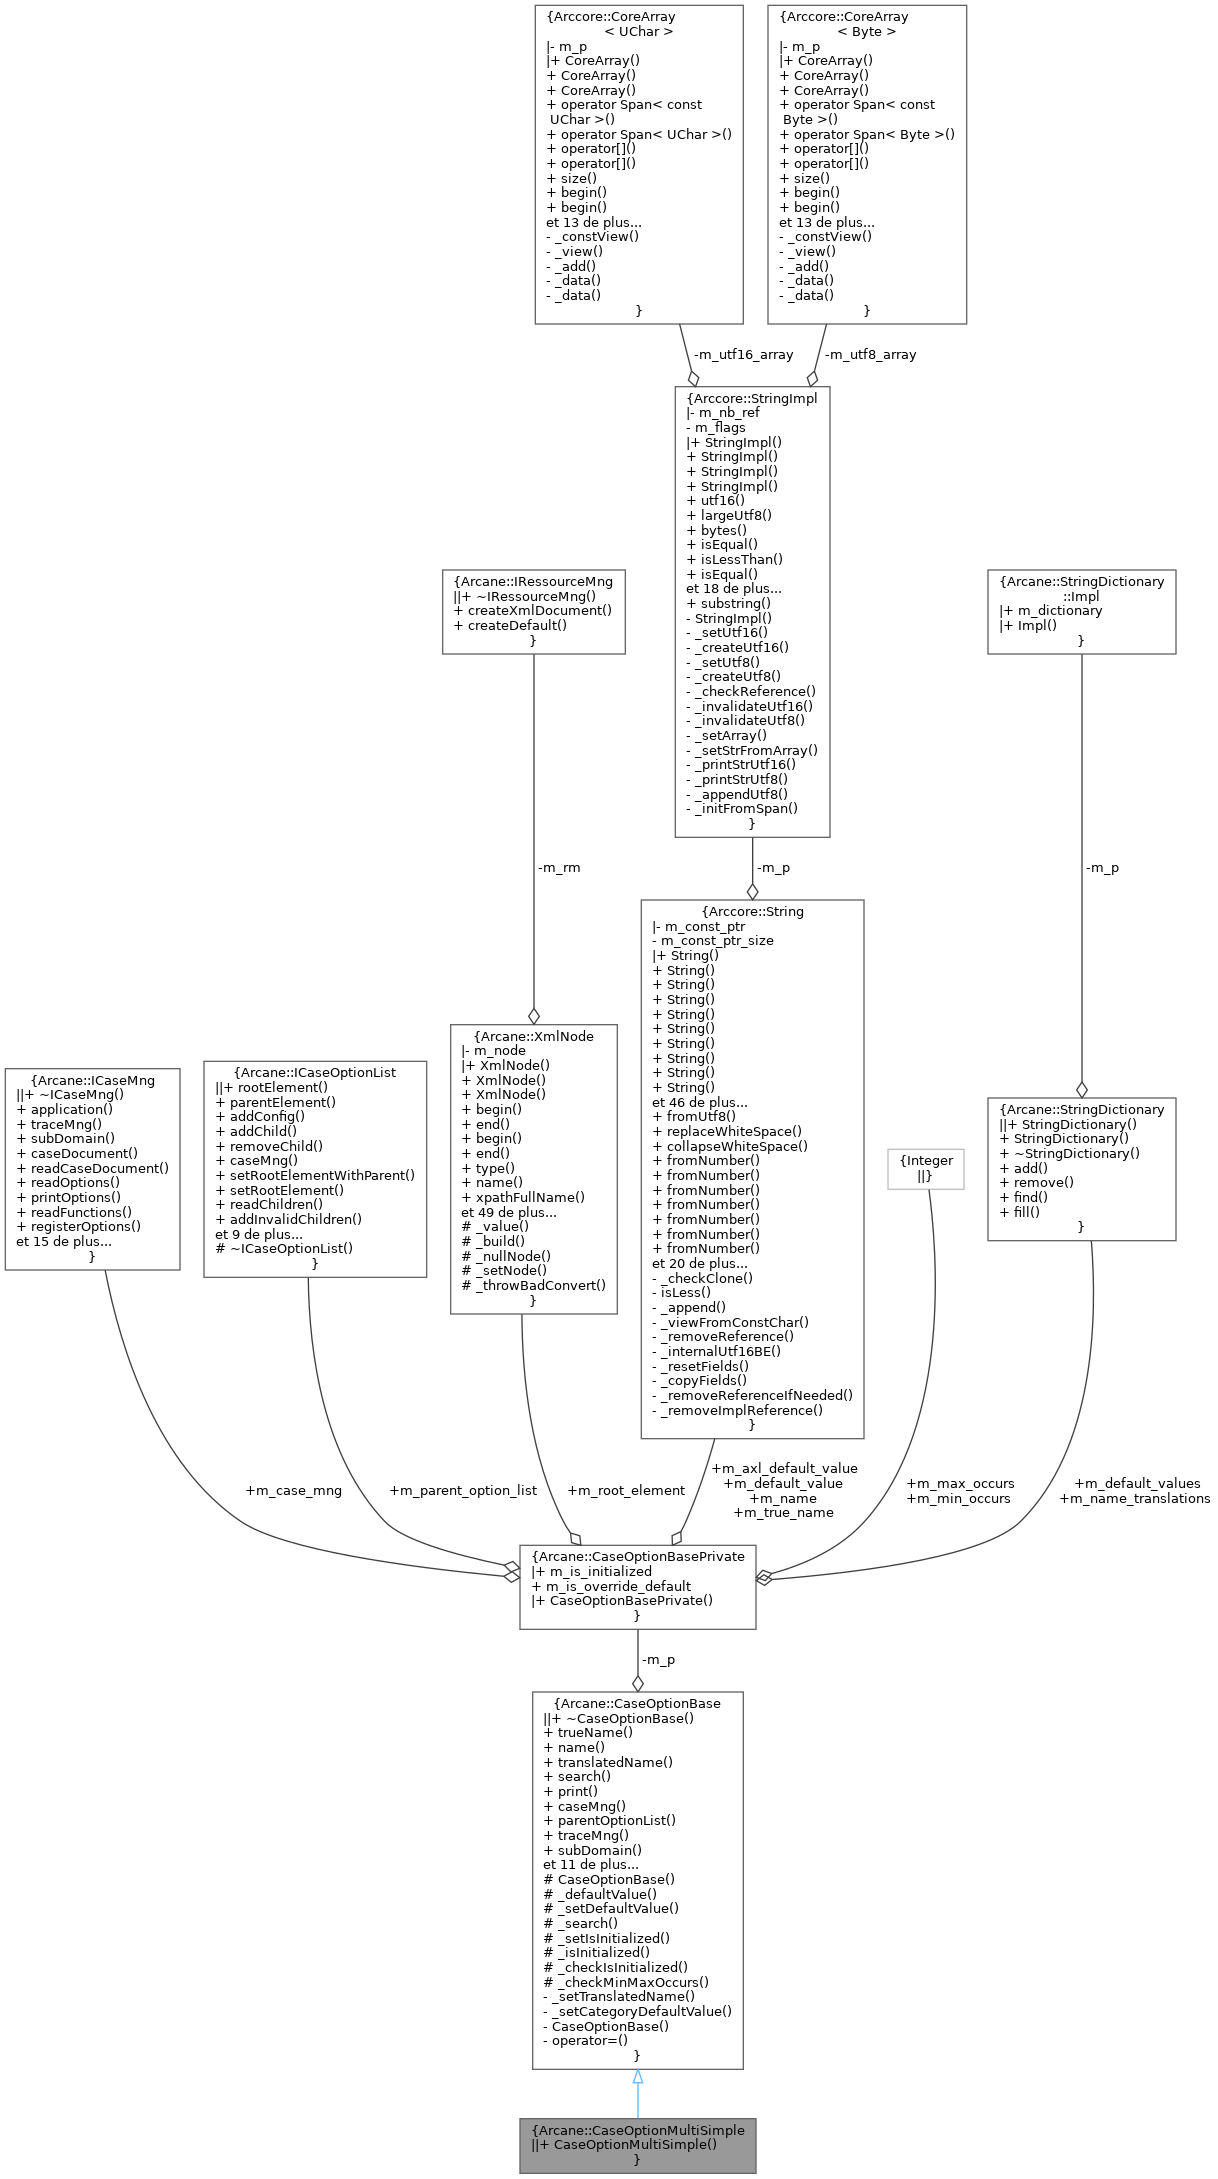 {Arccore::CoreArray
< UChar >
|- m_p
|+ CoreArray()
+ CoreArray()
+ CoreArray()
+ operator Span< const
UChar >()
+ operator Span< UChar >()
+ operator[]()
+ operator[]()
+ size()
+ begin()
+ begin()
et 13 de plus...
- _constView()
- _view()
- _add()
- _data()
- _data()
}
{Arccore::CoreArray
< Byte >
|- m_p
|+ CoreArray()
+ CoreArray()
+ CoreArray()
+ operator Span< const
Byte >()
+ operator Span< Byte >()
+ operator[]()
+ operator[]()
+ size()
+ begin()
+ begin()
et 13 de plus...
- _constView()
- _view()
- _add()
- _data()
- _data()
}
-m_utf16_array
-m_utf8_array
{Arccore::StringImpl
|- m_nb_ref
- m_flags
|+ StringImpl()
+ StringImpl()
+ StringImpl()
+ StringImpl()
+ utf16()
+ largeUtf8()
+ bytes()
+ isEqual()
+ isLessThan()
+ isEqual()
et 18 de plus...
+ substring()
- StringImpl()
- _setUtf16()
- _createUtf16()
- _setUtf8()
- _createUtf8()
- _checkReference()
- _invalidateUtf16()
- _invalidateUtf8()
- _setArray()
- _setStrFromArray()
- _printStrUtf16()
- _printStrUtf8()
- _appendUtf8()
- _initFromSpan()
}
{Arcane::IRessourceMng
||+ ~IRessourceMng()
+ createXmlDocument()
+ createDefault()
}
{Arcane::StringDictionary
::Impl
|+ m_dictionary
|+ Impl()
}
-m_rm
-m_p
-m_p
{Arccore::String
|- m_const_ptr
- m_const_ptr_size
|+ String()
+ String()
+ String()
+ String()
+ String()
+ String()
+ String()
+ String()
+ String()
+ String()
et 46 de plus...
+ fromUtf8()
+ replaceWhiteSpace()
+ collapseWhiteSpace()
+ fromNumber()
+ fromNumber()
+ fromNumber()
+ fromNumber()
+ fromNumber()
+ fromNumber()
+ fromNumber()
et 20 de plus...
- _checkClone()
- isLess()
- _append()
- _viewFromConstChar()
- _removeReference()
- _internalUtf16BE()
- _resetFields()
- _copyFields()
- _removeReferenceIfNeeded()
- _removeImplReference()
}
{Arcane::ICaseMng
||+ ~ICaseMng()
+ application()
+ traceMng()
+ subDomain()
+ caseDocument()
+ readCaseDocument()
+ readOptions()
+ printOptions()
+ readFunctions()
+ registerOptions()
et 15 de plus...
}
{Arcane::ICaseOptionList
||+ rootElement()
+ parentElement()
+ addConfig()
+ addChild()
+ removeChild()
+ caseMng()
+ setRootElementWithParent()
+ setRootElement()
+ readChildren()
+ addInvalidChildren()
et 9 de plus...
# ~ICaseOptionList()
}
{Arcane::XmlNode
|- m_node
|+ XmlNode()
+ XmlNode()
+ XmlNode()
+ begin()
+ end()
+ begin()
+ end()
+ type()
+ name()
+ xpathFullName()
et 49 de plus...
# _value()
# _build()
# _nullNode()
# _setNode()
# _throwBadConvert()
}
{Integer
||}
{Arcane::StringDictionary
||+ StringDictionary()
+ StringDictionary()
+ ~StringDictionary()
+ add()
+ remove()
+ find()
+ fill()
}
+m_case_mng
+m_parent_option_list
+m_root_element
+m_axl_default_value
+m_default_value
+m_name
+m_true_name
+m_max_occurs
+m_min_occurs
+m_default_values
+m_name_translations
{Arcane::CaseOptionBasePrivate
|+ m_is_initialized
+ m_is_override_default
|+ CaseOptionBasePrivate()
}
-m_p
{Arcane::CaseOptionBase
||+ ~CaseOptionBase()
+ trueName()
+ name()
+ translatedName()
+ search()
+ print()
+ caseMng()
+ parentOptionList()
+ traceMng()
+ subDomain()
et 11 de plus...
# CaseOptionBase()
# _defaultValue()
# _setDefaultValue()
# _search()
# _setIsInitialized()
# _isInitialized()
# _checkIsInitialized()
# _checkMinMaxOccurs()
- _setTranslatedName()
- _setCategoryDefaultValue()
- CaseOptionBase()
- operator=()
}
{Arcane::CaseOptionMultiSimple
||+ CaseOptionMultiSimple()
}